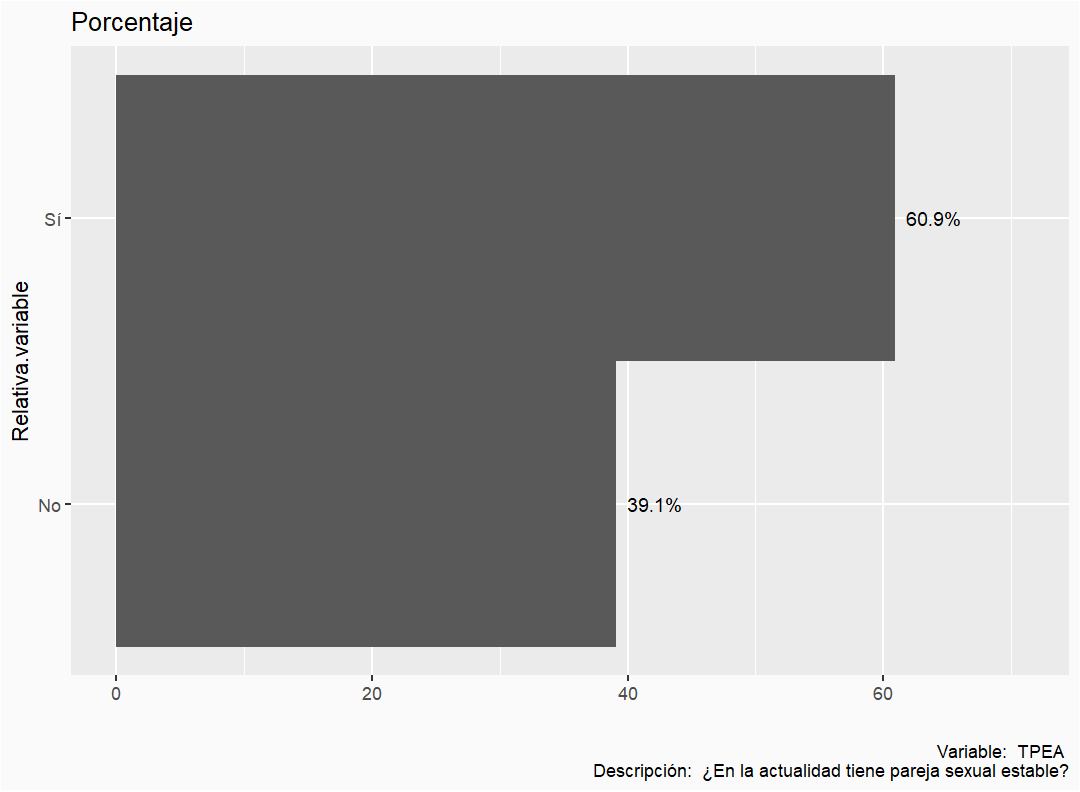 Porcentaje
Relativa.variable
Sí
60.9%
No
39.1%
0 20 40 60
Variable: TPEA
Descripción: ¿En la actualidad tiene pareja sexual estable?